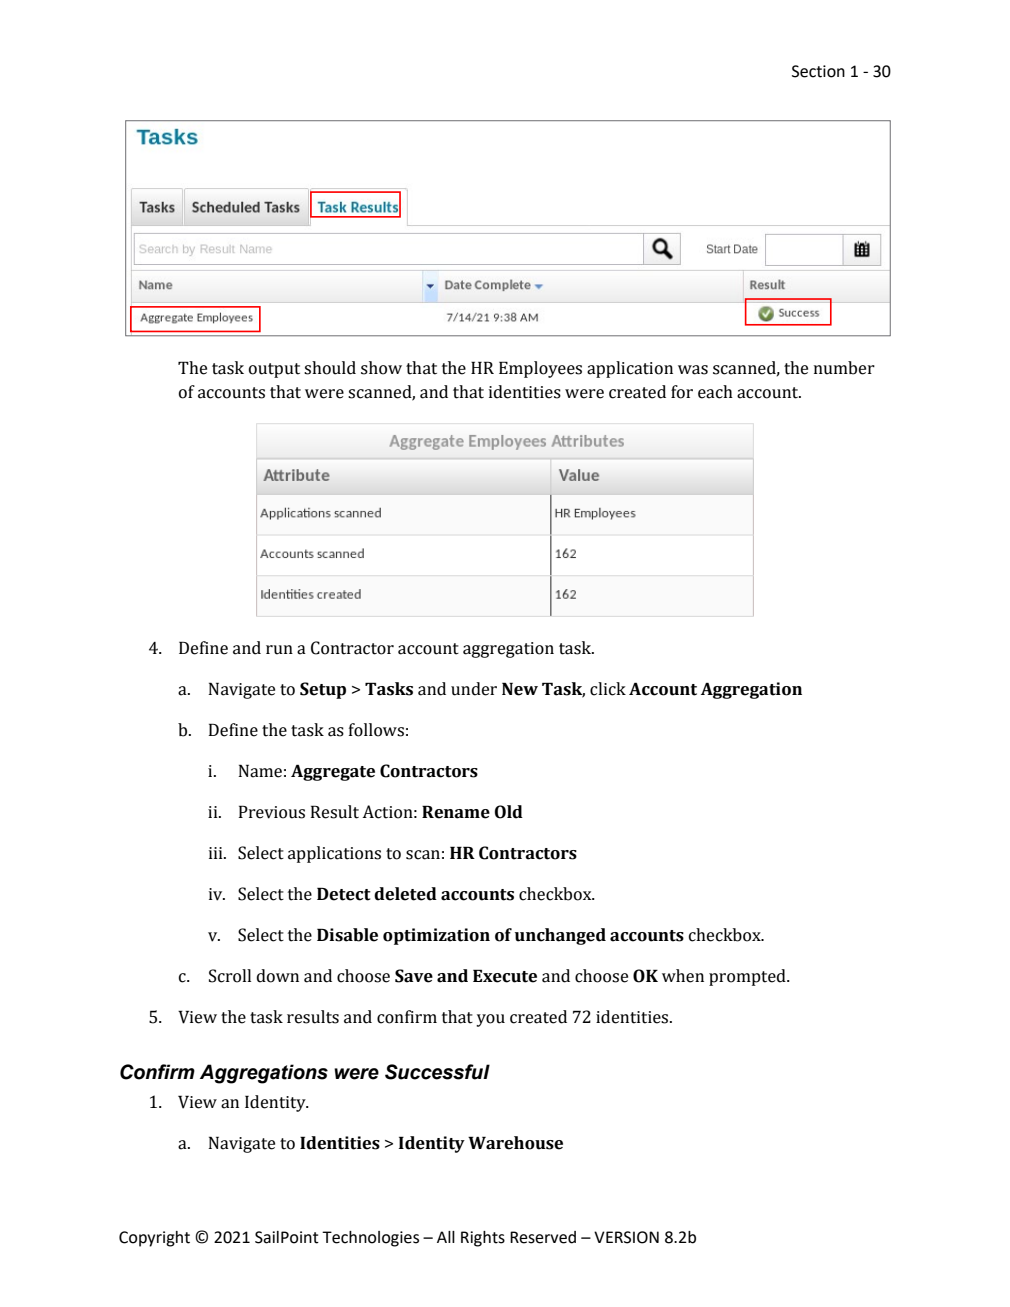 Section 1 - 30
Tasks
Tasks Scheduled Tasks Task Results
Search by Result Name Start Date
Name Date Complete Result
Aggregate Employees 7/14/21 9:38 AM Success
The task output should show that the HR Employees application was scanned, the number
of accounts that were scanned, and that identities were created for each account.
Aggregate Employees Attributes
Attribute Value
Applications scanned HR Employees
Accounts scanned 162
Identities created 162
4. Define and run a Contractor account aggregation task.
a. Navigate to Setup > Tasks and under New Task, click Account Aggregation
b. Define the task as follows:
i. Name: Aggregate Contractors
ii. Previous Result Action: Rename Old
iii. Select applications to scan: HR Contractors
iv. Select the Detect deleted accounts checkbox.
v. Select the Disable optimization of unchanged accounts checkbox.
c. Scroll down and choose Save and Execute and choose OK when prompted.
5. View the task results and confirm that you created 72 identities.
Confirm Aggregations were Successful
1. View an Identity.
a. Navigate to Identities > Identity Warehouse
Copyright © 2021 SailPoint Technologies – All Rights Reserved – VERSION 8.2b